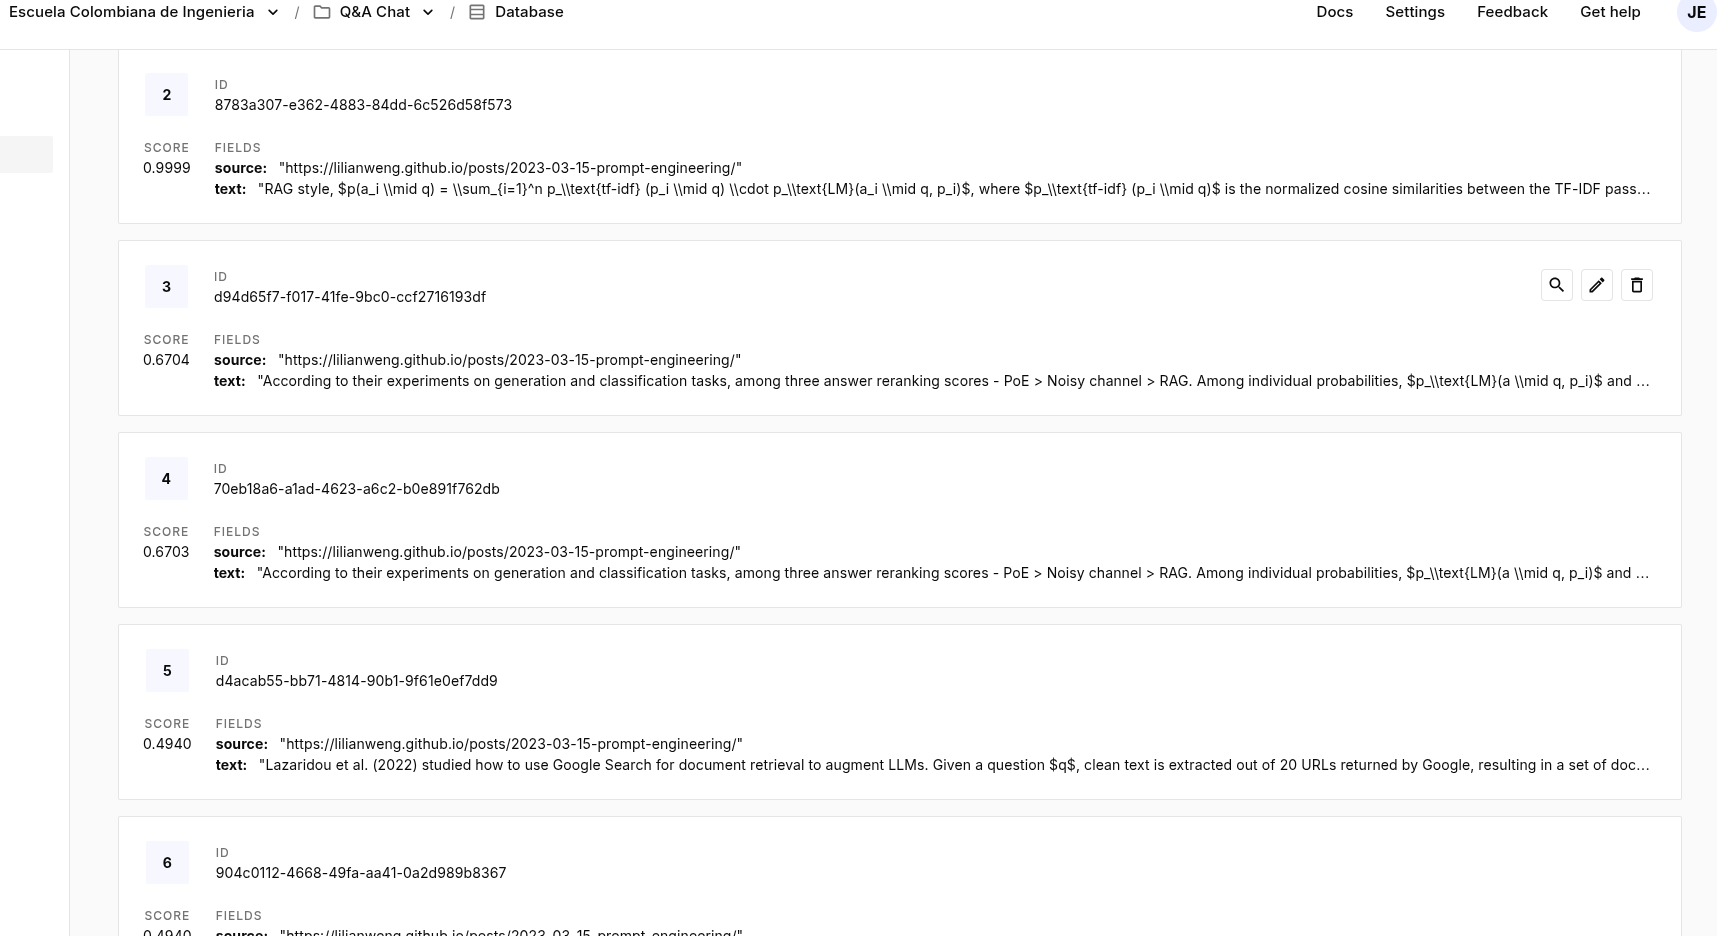 Escuela Colombiana de Ingenieria / Q&A Chat / Database Docs Settings Feedback Get help JE
2
ID
8783a307-e362-4883-84dd-6c526d58f573
SCORE FIELDS
0.9999 source: "https://lilianweng.github.io/posts/2023-03-15-prompt-engineering/"
text: "RAG style, $p(a_i \\mid q) = \\sum_{i=1}^n p_\\text{tf-idf} (p_i \\mid q) \\cdot p_\\text{LM}(a_i \\mid q, p_i)$, where $p_\\text{tf-idf} (p_i \\mid q)$ is the normalized cosine similarities between the TF-IDF pass...
3
ID
d94d65f7-f017-41fe-9bc0-ccf2716193df
SCORE FIELDS
0.6704 source: "https://lilianweng.github.io/posts/2023-03-15-prompt-engineering/"
text: "According to their experiments on generation and classification tasks, among three answer reranking scores - PoE > Noisy channel > RAG. Among individual probabilities, $p_\\text{LM}(a \\mid q, p_i)$ and ...
4
ID
70eb18a6-a1ad-4623-a6c2-b0e891f762db
SCORE FIELDS
0.6703 source: "https://lilianweng.github.io/posts/2023-03-15-prompt-engineering/"
text: "According to their experiments on generation and classification tasks, among three answer reranking scores - PoE > Noisy channel > RAG. Among individual probabilities, $p_\\text{LM}(a \\mid q, p_i)$ and ...
5
ID
d4acab55-bb71-4814-90b1-9f61e0ef7dd9
SCORE FIELDS
0.4940 source: "https://lilianweng.github.io/posts/2023-03-15-prompt-engineering/"
text: "Lazaridou et al. (2022) studied how to use Google Search for document retrieval to augment LLMs. Given a question $q$, clean text is extracted out of 20 URLs returned by Google, resulting in a set of doc...
6
ID
904c0112-4668-49fa-aa41-0a2d989b8367
SCORE FIELDS
0.4940 source: "https://lilianweng.github.io/posts/2023-03-15-prompt-engineering/"